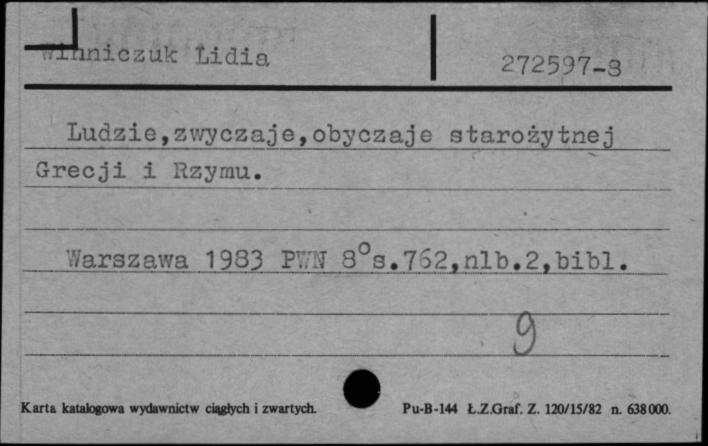 Winniczuk Lidia 272597-8
Ludzie,zwyczaje,obyczaje starożytnej
Grecji i Rzymu.
Warszawa 1983 PWN 8°s.762,nlb.2,bibl.
9
Karta katalogowa wydawnictw ciągłych i zwartych. Pu-B-144 Ł.Z.Graf. Z. 120/15/82 n. 638000.